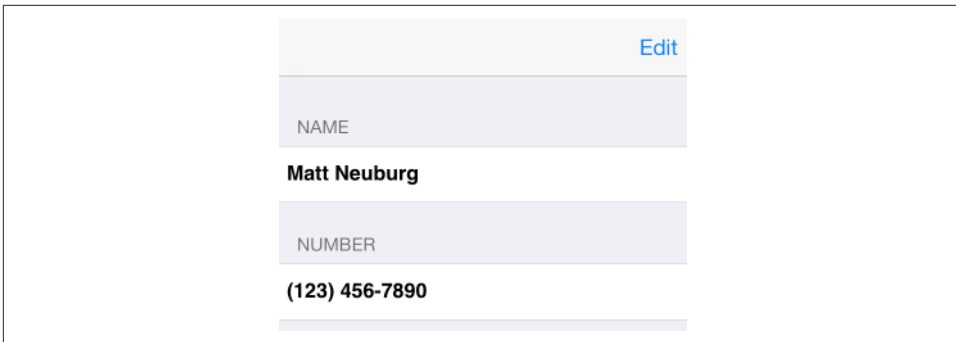 Edit
NAME
Matt Neuburg
NUMBER
(123) 456-7890